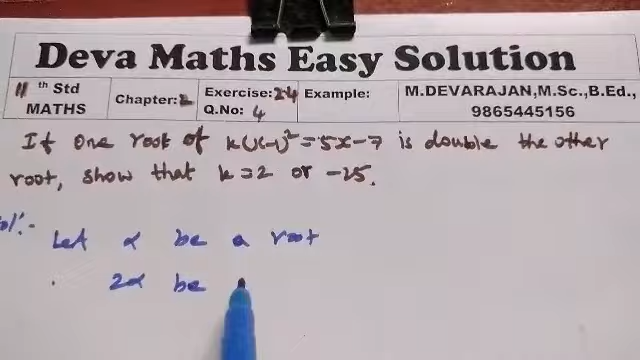 Deva Maths Easy Solution
11th Std MATHS
Chapter: 2
Exercise: 2.4
Q.No: 4
Example:
M.DEVARAJAN,M.Sc.,B.Ed.,
9865445156
If one root of k(x-1)² = 5x-7 is double the other
root, show that k=2 or -25.
Sol:-
Let α be a root
2α be